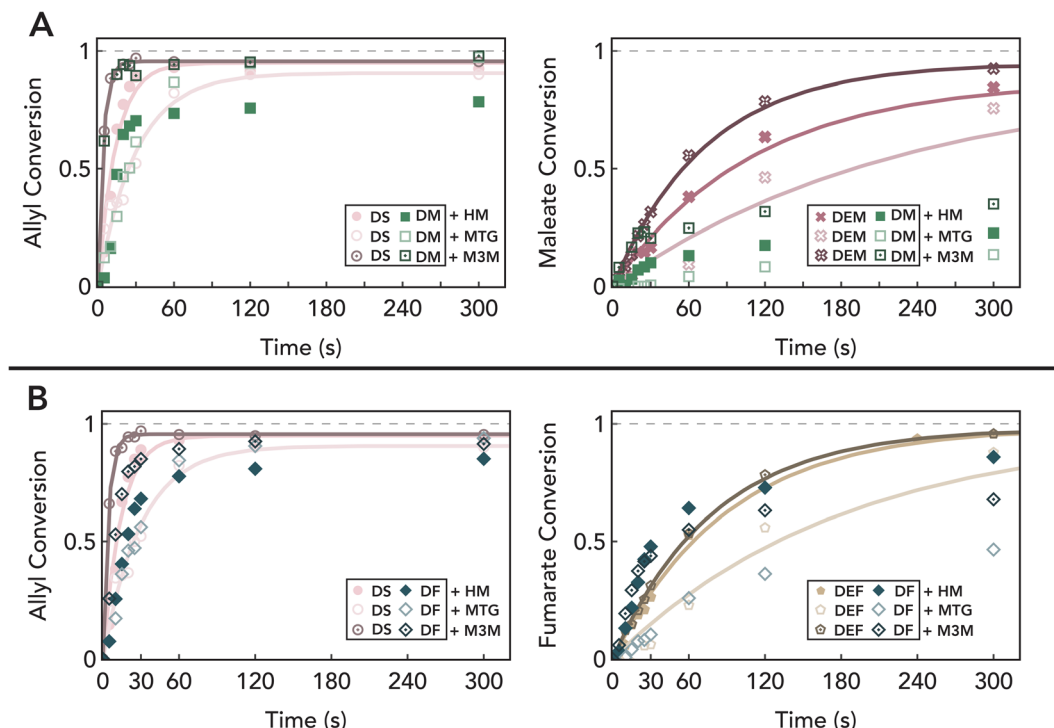 A
Allyl Conversion
1
0.5
0
DS DM + HM
DS DM + MTG
DS DM + M3M
0 60 120 180 240 300
Time (s)
Maleate Conversion
1
0.5
0
DEM DM + HM
DEM DM + MTG
DEM DM + M3M
0 60 120 180 240 300
Time (s)
B
Allyl Conversion
1
0.5
0
DS DF + HM
DS DF + MTG
DS DF + M3M
0 30 60 120 180 240 300
Time (s)
Fumarate Conversion
1
0.5
0
DEF DF + HM
DEF DF + MTG
DEF DF + M3M
0 30 60 120 180 240 300
Time (s)